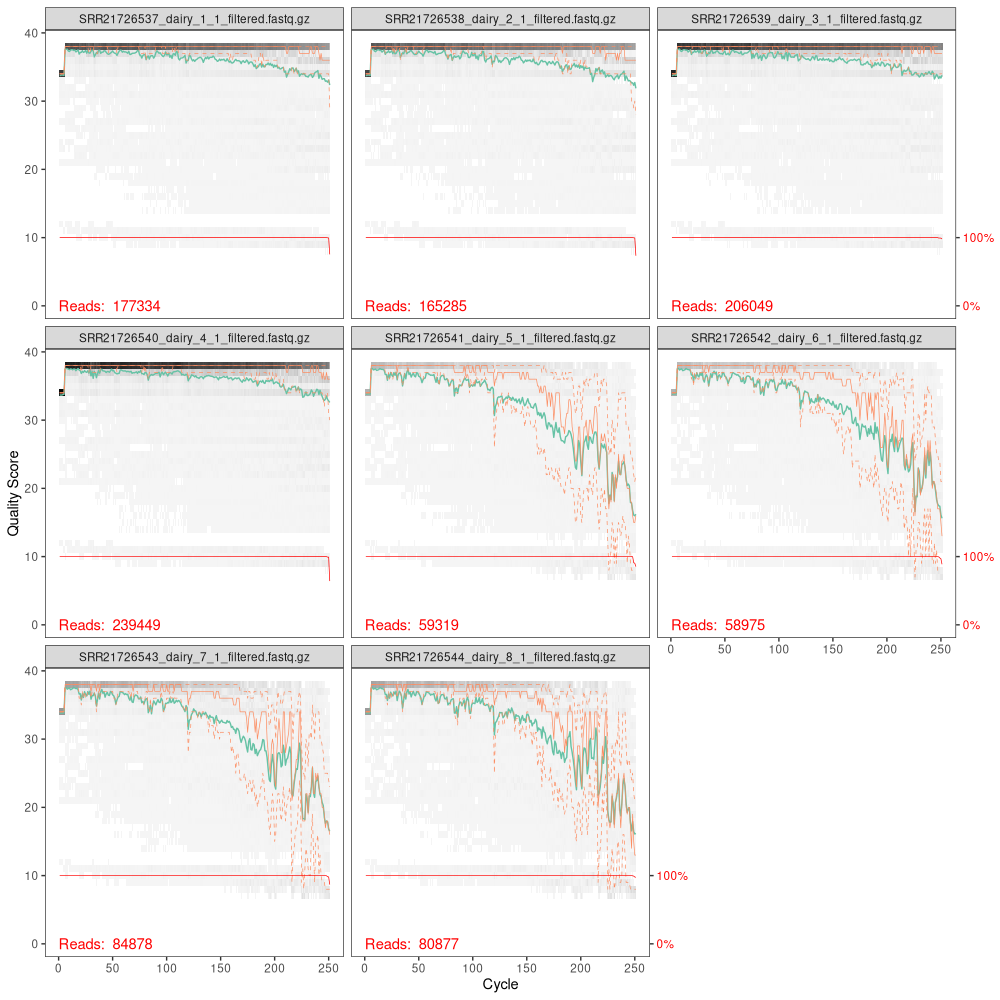 SRR21726537_dairy_1_1_filtered.fastq.gz
SRR21726538_dairy_2_1_filtered.fastq.gz
SRR21726539_dairy_3_1_filtered.fastq.gz
40
30
20
10
0
Reads: 177334
Reads: 165285
Reads: 206049
100%
0%
SRR21726540_dairy_4_1_filtered.fastq.gz
SRR21726541_dairy_5_1_filtered.fastq.gz
SRR21726542_dairy_6_1_filtered.fastq.gz
Quality Score
40
30
20
10
0
Reads: 239449
Reads: 59319
Reads: 58975
100%
0%
0 50 100 150 200 250
SRR21726543_dairy_7_1_filtered.fastq.gz
SRR21726544_dairy_8_1_filtered.fastq.gz
40
30
20
10
0
Reads: 84878
Reads: 80877
100%
0%
0 50 100 150 200 250
0 50 100 150 200 250
Cycle